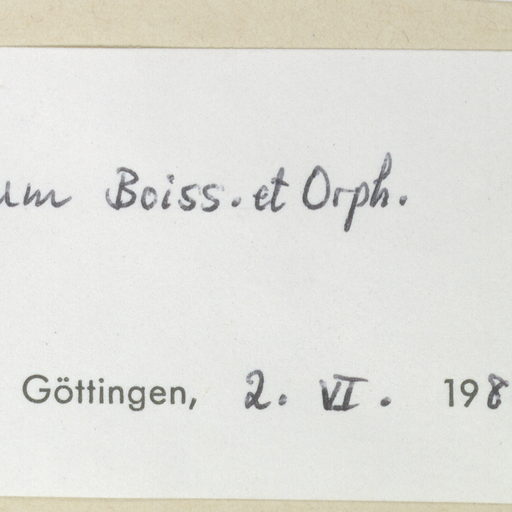 um Boiss. et Orph.
Göttingen, 2. VI. 198